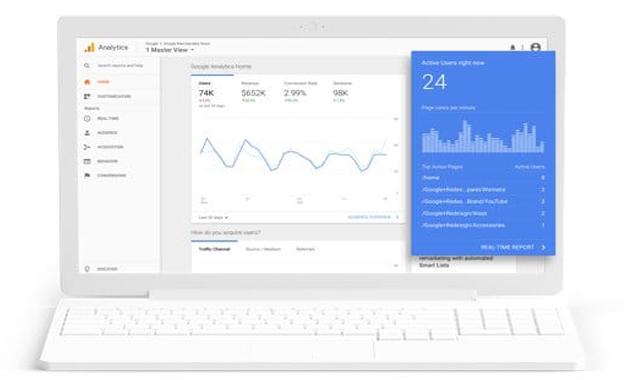 Analytics
Google > Google Merchandise Store
1 Master View
Search reports and help
HOME
CUSTOMIZATION
Reports
REAL-TIME
AUDIENCE
ACQUISITION
BEHAVIOR
CONVERSIONS
DISCOVER
Google Analytics Home
Users
74K
Revenue
$652K
Conversion Rate
2.99%
Sessions
98K
Last 30 days
AUDIENCE OVERVIEW
How do you acquire users?
Traffic Channel
Source / Medium
Referrals
Active Users right now
24
Page views per minute
Top Active Pages Active Users
/home
/Google+Redes...parel/Womens 3
/Google+Redes...Brand/YouTube
/Google+Redesign/Waze 2
/Google+Redesign/Accessories 1
REAL-TIME REPORT
remarketing with automated
Smart Lists